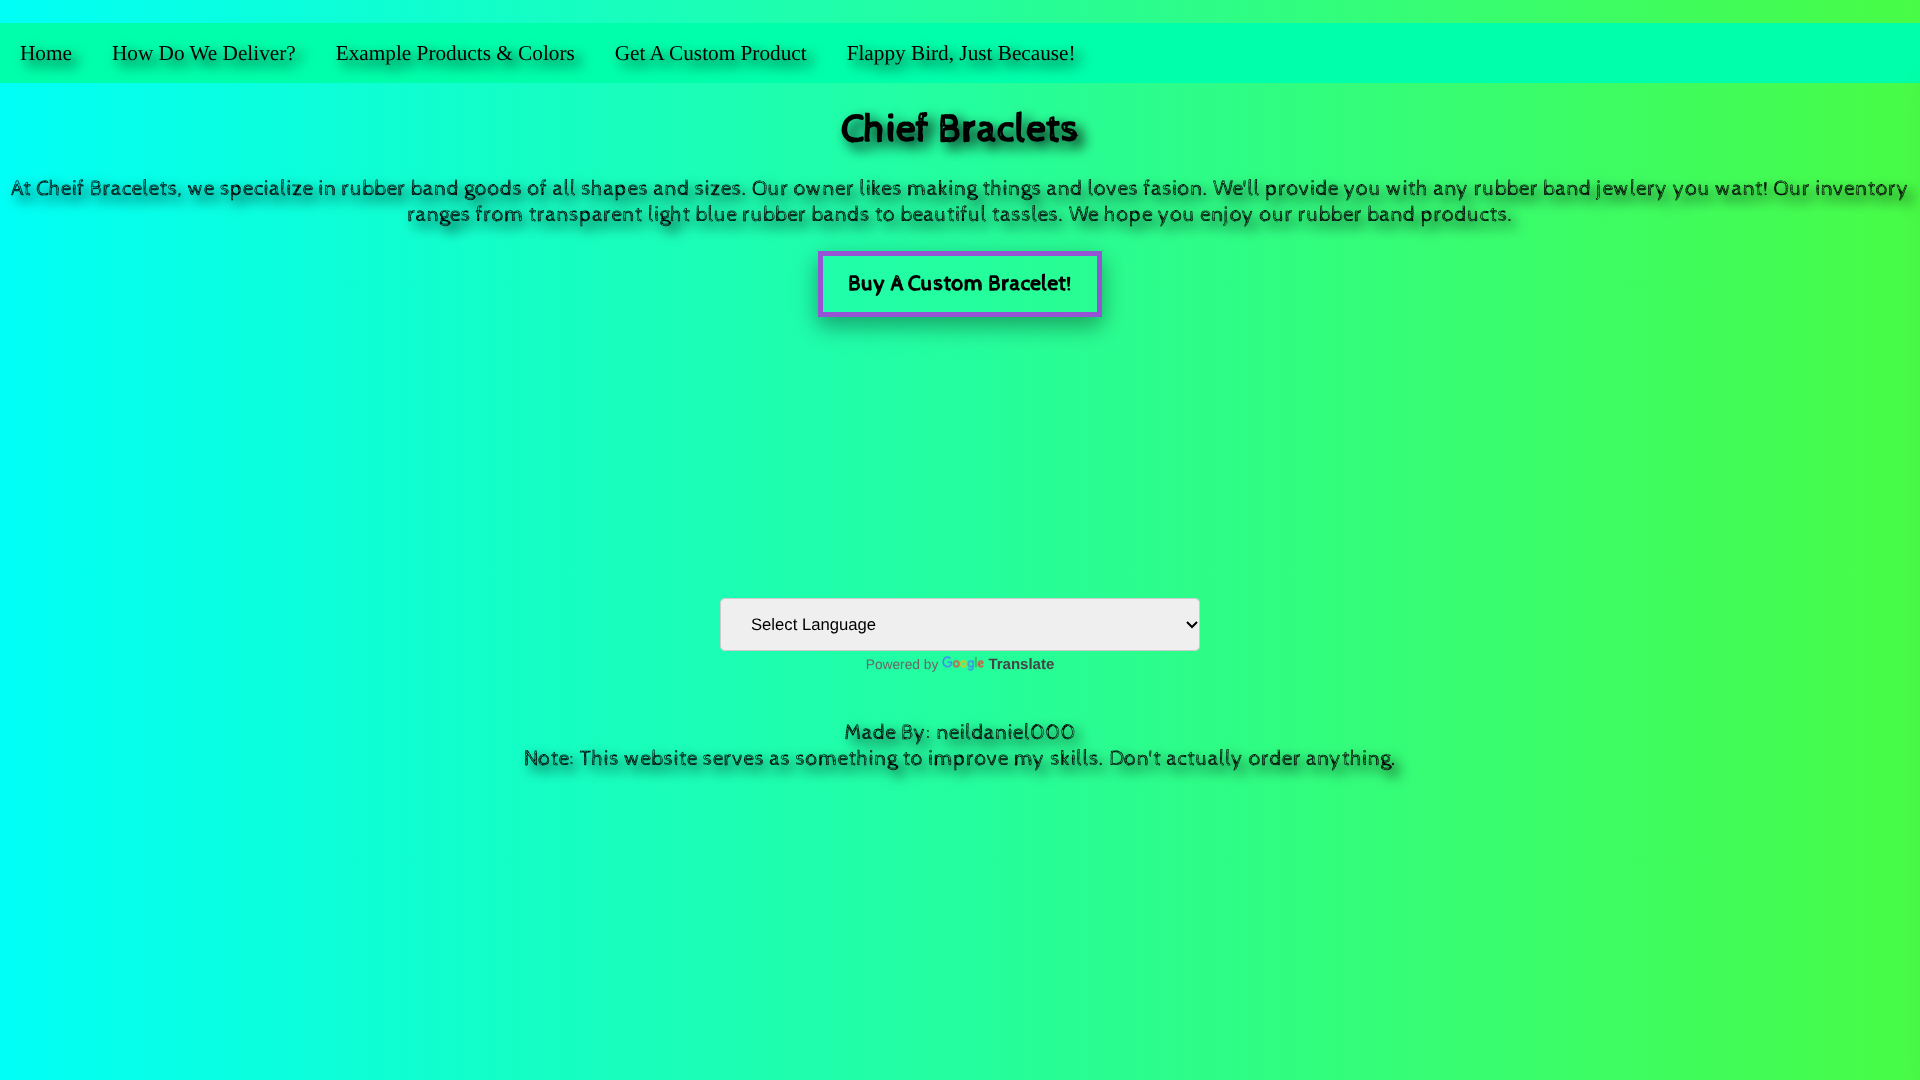 Home How Do We Deliver? Example Products & Colors Get A Custom Product Flappy Bird, Just Because!
Chief Braclets
At Cheif Bracelets, we specialize in rubber band goods of all shapes and sizes. Our owner likes making things and loves fasion. We'll provide you with any rubber band jewlery you want! Our inventory
ranges from transparent light blue rubber bands to beautiful tassles. We hope you enjoy our rubber band products.
Buy A Custom Bracelet!
Select Language
Powered by Google Translate
Made By: neildaniel000
Note: This website serves as something to improve my skills. Don't actually order anything.